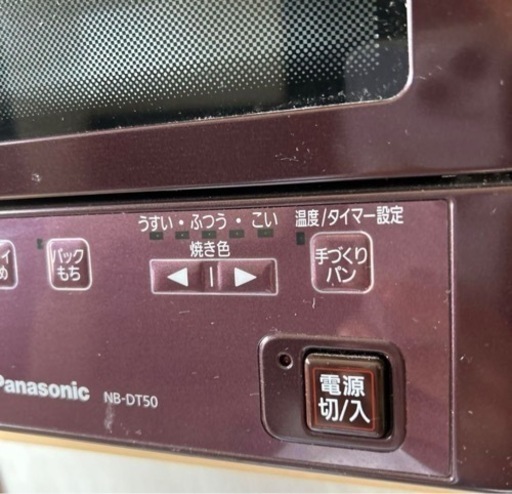 うすい・ふつう・こい
焼き色
温度/タイマー設定
パック
もち
手づくり
パン
電源
切/入
Panasonic NB-DT50